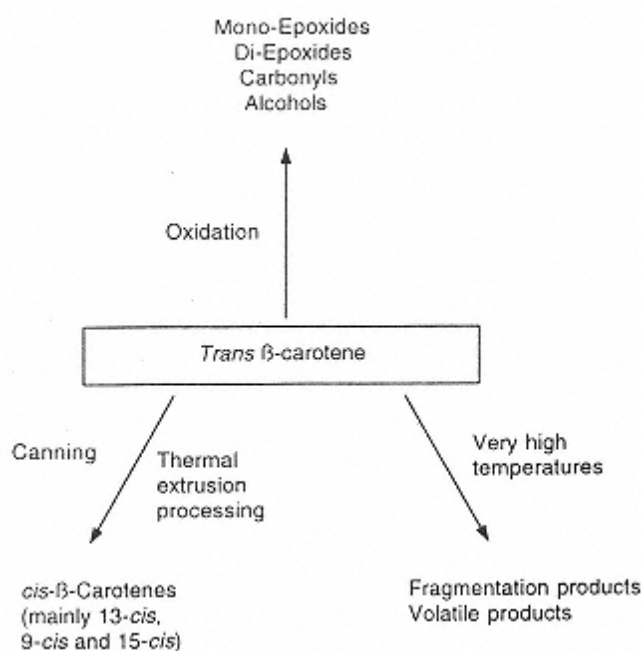 Mono-Epoxides
Di-Epoxides
Carbonyls
Alcohols
Oxidation
Trans ß-carotene
Canning
Thermal
extrusion
processing
Very high
temperatures
cis-ß-Carotenes
(mainly 13-cis,
9-cis and 15-cis)
Fragmentation products
Volatile products